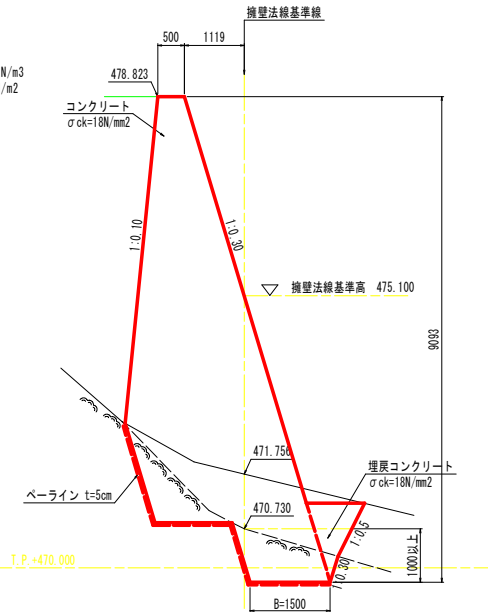 擁壁法線基準線
500
1119
N/m3
/m2
478.823
コンクリート
σck=18N/mm2
1:0.10
1:0.30
擁壁法線基準高 475.100
9093
471.756
埋戻コンクリート
σck=18N/mm2
ペーライン t=5cm
470.730
1:0.5
1000以上
T.P.+470.000
1:0.30
B=1500